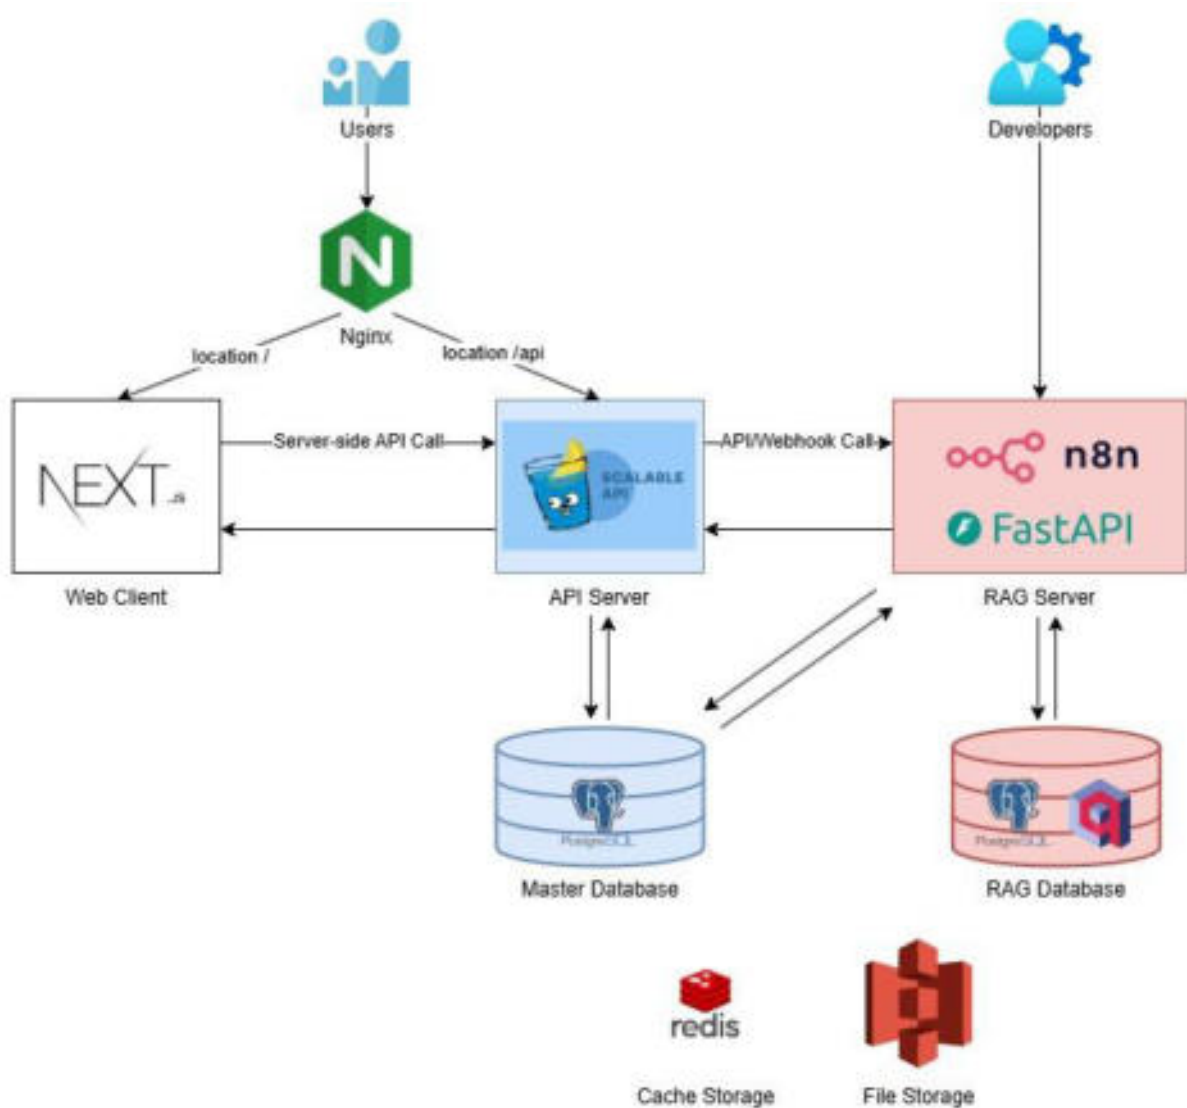 Users
Developers
Nginx
location /
location /api
NEXT.JS
Server-side API Call
SCALABLE
API
API/Webhook Call
n8n
FastAPI
Web Client
API Server
RAG Server
PostgreSQL
PostgreSQL
Master Database
RAG Database
redis
Cache Storage
File Storage